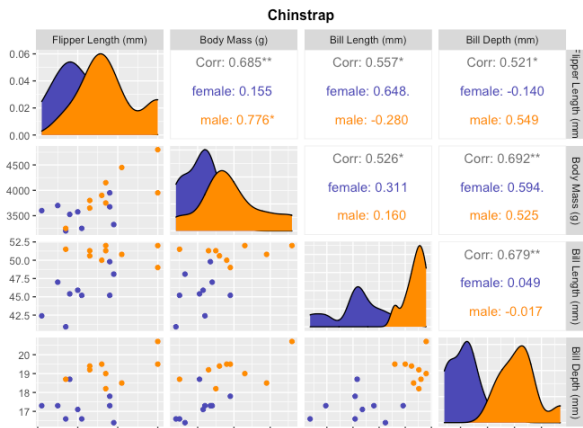 Chinstrap
Flipper Length (mm) Body Mass (g) Bill Length (mm) Bill Depth (mm)
0.06
0.04
0.02
0.00
Corr: 0.685** Corr: 0.557* Corr: 0.521*
female: 0.155 female: 0.648. female: -0.140
male: 0.776* male: -0.280 male: 0.549
Flipper Length (mm
4500
4000
3500
Corr: 0.526* Corr: 0.692**
female: 0.311 female: 0.594.
male: 0.160 male: 0.525
Body Mass (g)
52.5
50.0
47.5
45.0
42.5
Corr: 0.679**
female: 0.049
male: -0.017
Bill Length (mm)
20
19
18
17
Bill Depth (mm)